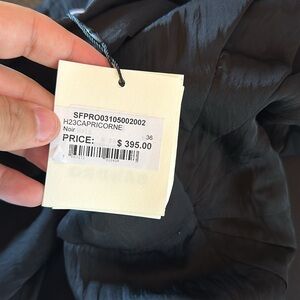 SFPRO03105002002
H23CAPRICORNE
Noir 36
PRICE: $ 395.00